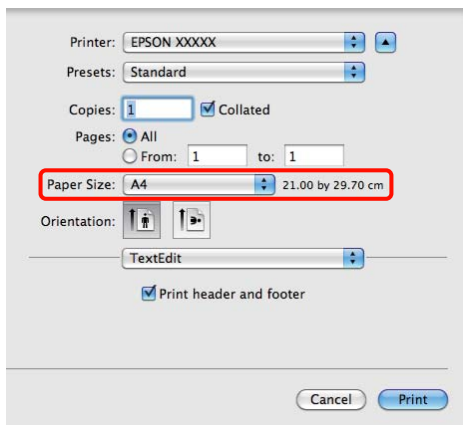 Printer: EPSON XXXXX
Presets: Standard
Copies: 1 Collated
Pages: All
From: 1 to: 1
Paper Size: A4 21.00 by 29.70 cm
Orientation:
TextEdit
Print header and footer
Cancel Print